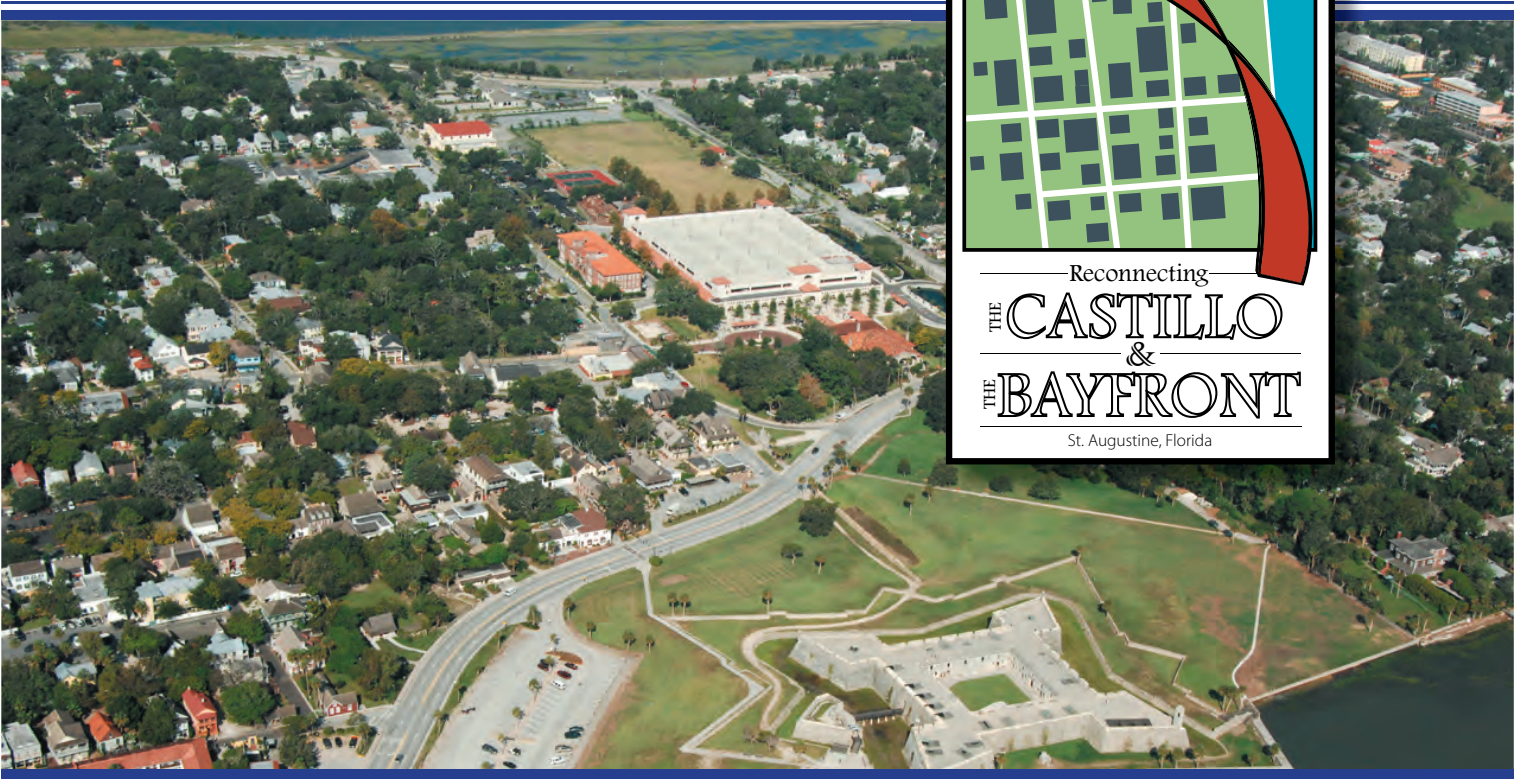 Reconnecting
THE CASTILLO
&
THE BAYFRONT
St. Augustine, Florida